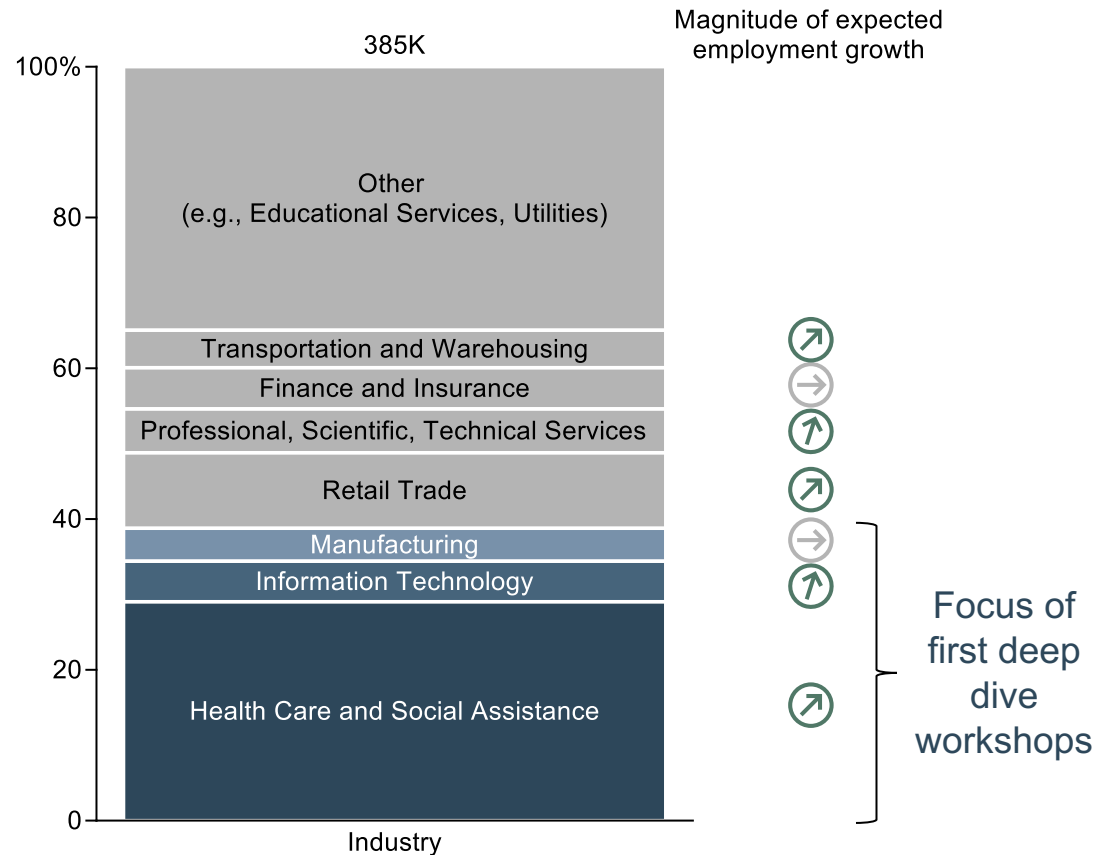 Magnitude of expected
employment growth
385K
100%
Other
(e.g., Educational Services, Utilities)
80
Transportation and Warehousing
60
Finance and Insurance
Professional, Scientific, Technical Services
Retail Trade
40
Manufacturing
Information Technology
20
Health Care and Social Assistance
0
Industry
Focus of
first deep
dive
workshops